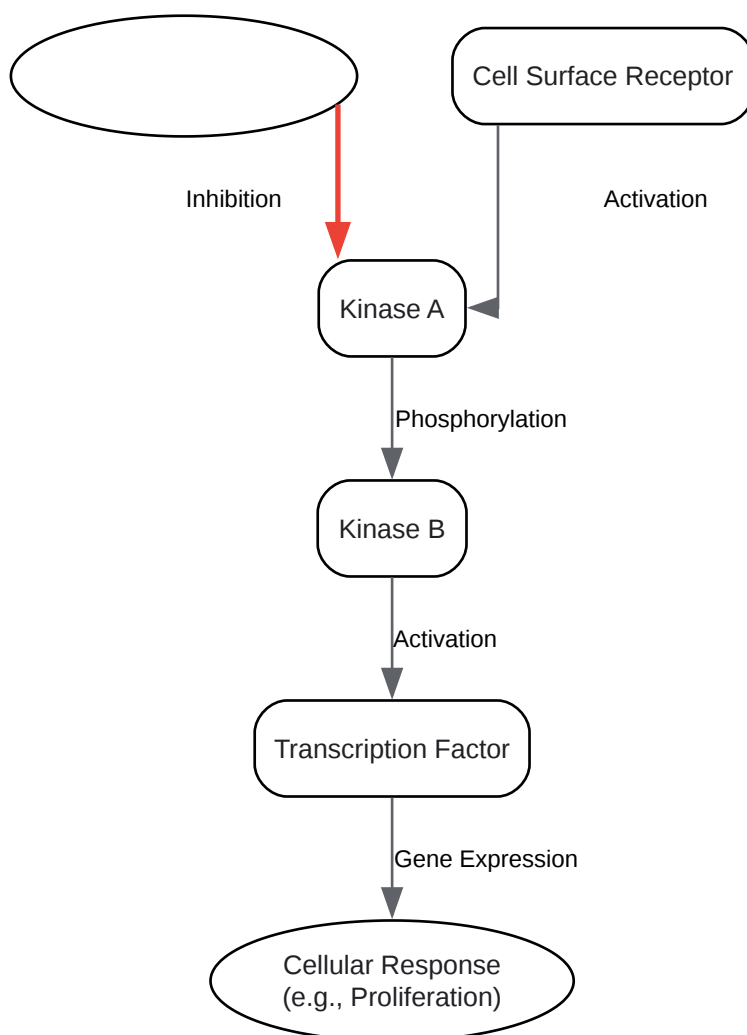 Cell Surface Receptor
Inhibition
Activation
Kinase A
Phosphorylation
Kinase B
Activation
Transcription Factor
Gene Expression
Cellular Response
(e.g., Proliferation)